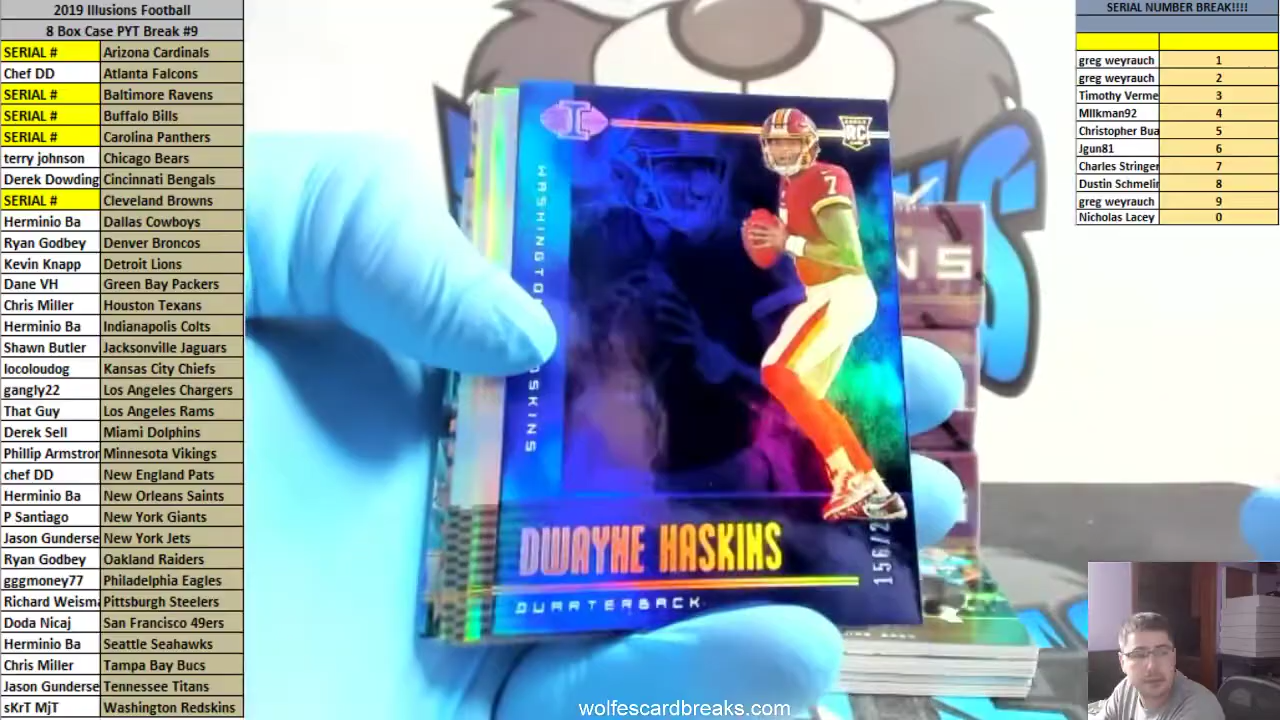 2019 Illusions Football
8 Box Case PYT Break #9
SERIAL # Arizona Cardinals
Chef DD Atlanta Falcons
SERIAL # Baltimore Ravens
SERIAL # Buffalo Bills
SERIAL # Carolina Panthers
terry johnson Chicago Bears
Derek Dowding Cincinnati Bengals
SERIAL # Cleveland Browns
Herminio Ba Dallas Cowboys
Ryan Godbey Denver Broncos
Kevin Knapp Detroit Lions
Dane VH Green Bay Packers
Chris Miller Houston Texans
Herminio Ba Indianapolis Colts
Shawn Butler Jacksonville Jaguars
locoloudog Kansas City Chiefs
gangly22 Los Angeles Chargers
That Guy Los Angeles Rams
Derek Sell Miami Dolphins
Phillip Armstror Minnesota Vikings
chef DD New England Pats
Herminio Ba New Orleans Saints
P Santiago New York Giants
Jason Gunderse New York Jets
Ryan Godbey Oakland Raiders
gggmoney77 Philadelphia Eagles
Richard Weisma Pittsburgh Steelers
Doda Nicaj San Francisco 49ers
Herminio Ba Seattle Seahawks
Chris Miller Tampa Bay Bucs
Jason Gunderse Tennessee Titans
sKrT MjT Washington Redskins
I
RC
7
WASHINGTON
DSKINS
DWAYNE HASKINS
QUARTERBACK
156/2
NS
SERIAL NUMBER BREAK!!!!
greg weyrauch 1
greg weyrauch 2
Timothy Verme 3
MIlkman92 4
Christopher Bua 5
Jgun81 6
Charles Stringer 7
Dustin Schmelin 8
greg weyrauch 9
Nicholas Lacey 0
wolfescardbreaks.com